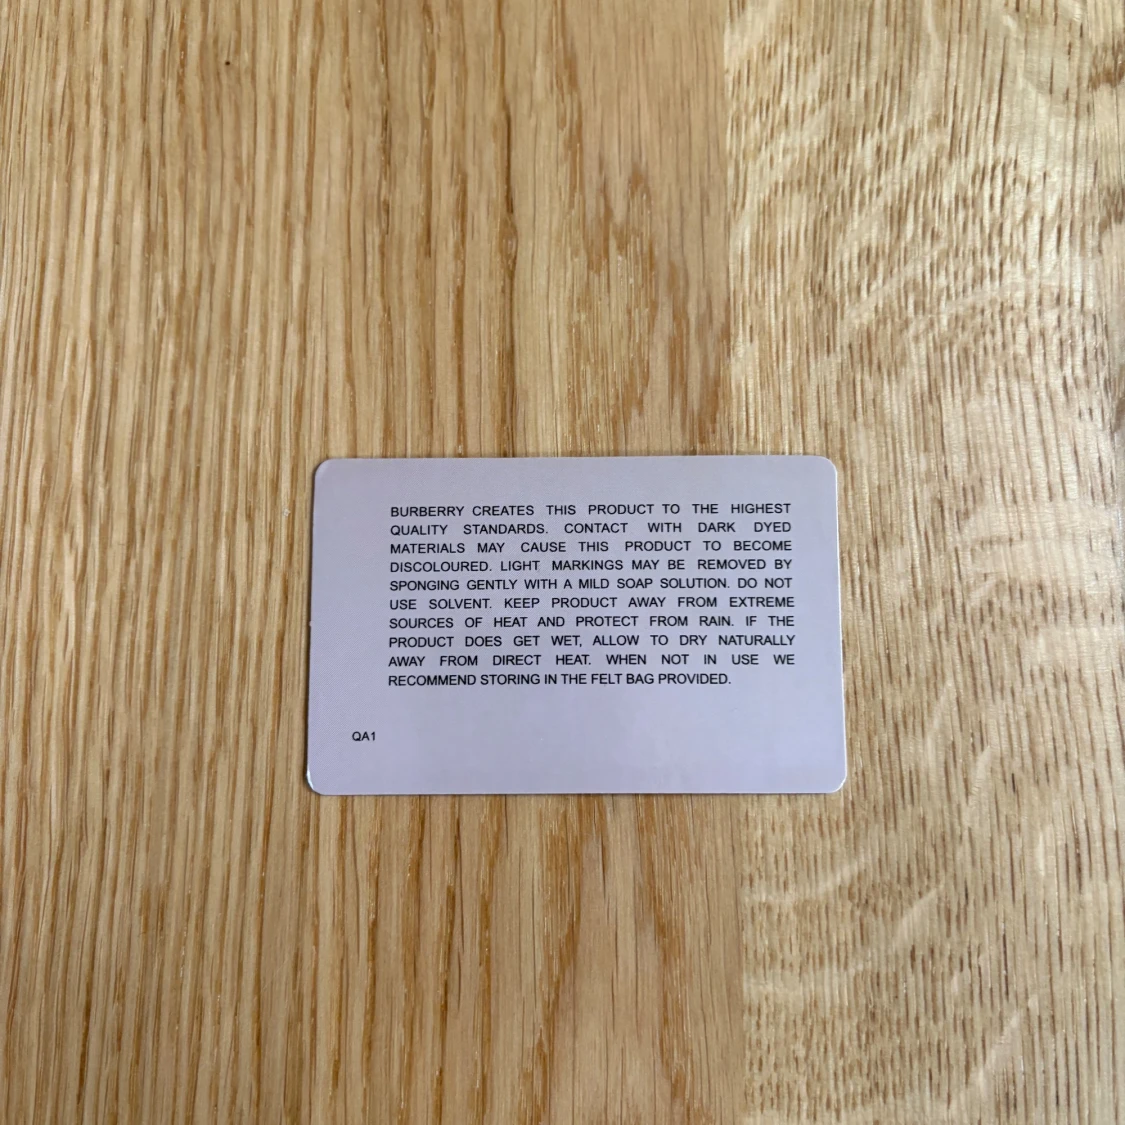 BURBERRY CREATES THIS PRODUCT TO THE HIGHEST
QUALITY STANDARDS. CONTACT WITH DARK DYED
MATERIALS MAY CAUSE THIS PRODUCT TO BECOME
DISCOLOURED. LIGHT MARKINGS MAY BE REMOVED BY
SPONGING GENTLY WITH A MILD SOAP SOLUTION. DO NOT
USE SOLVENT. KEEP PRODUCT AWAY FROM EXTREME
SOURCES OF HEAT AND PROTECT FROM RAIN. IF THE
PRODUCT DOES GET WET, ALLOW TO DRY NATURALLY
AWAY FROM DIRECT HEAT. WHEN NOT IN USE WE
RECOMMEND STORING IN THE FELT BAG PROVIDED.
QA1